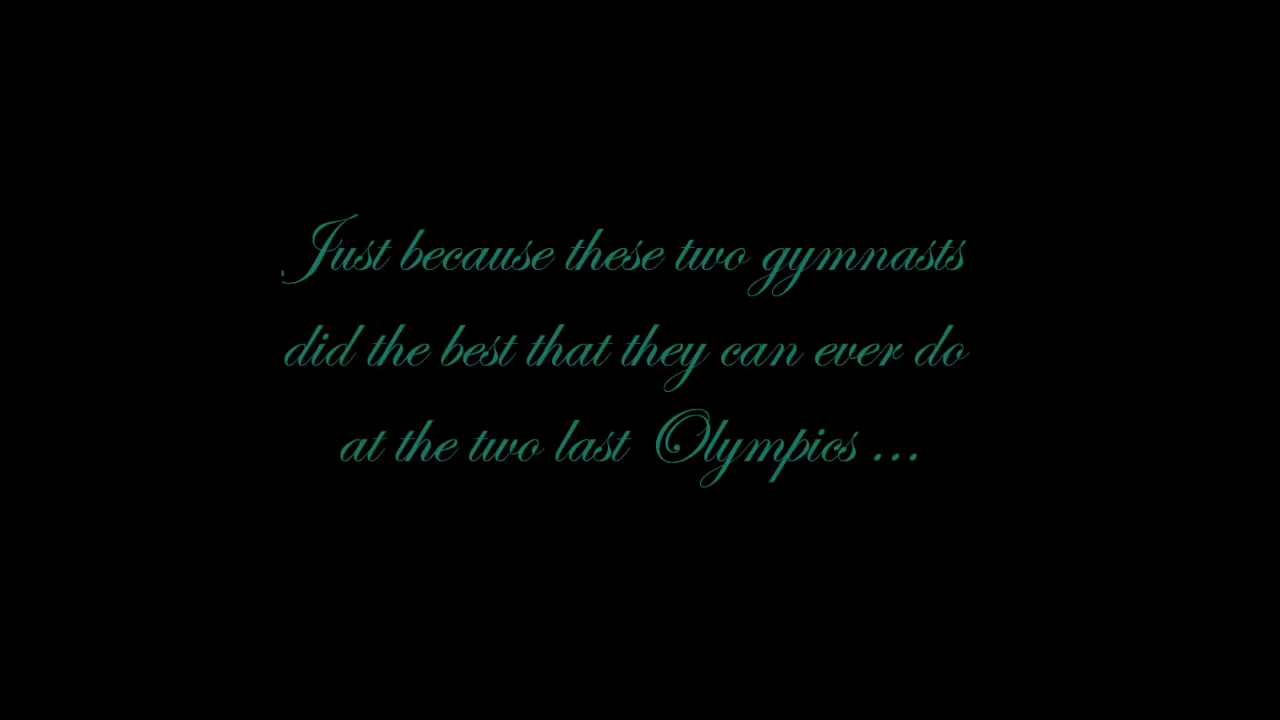 Just because these two gymnasts
did the best that they can ever do
at the two last Olympics ...